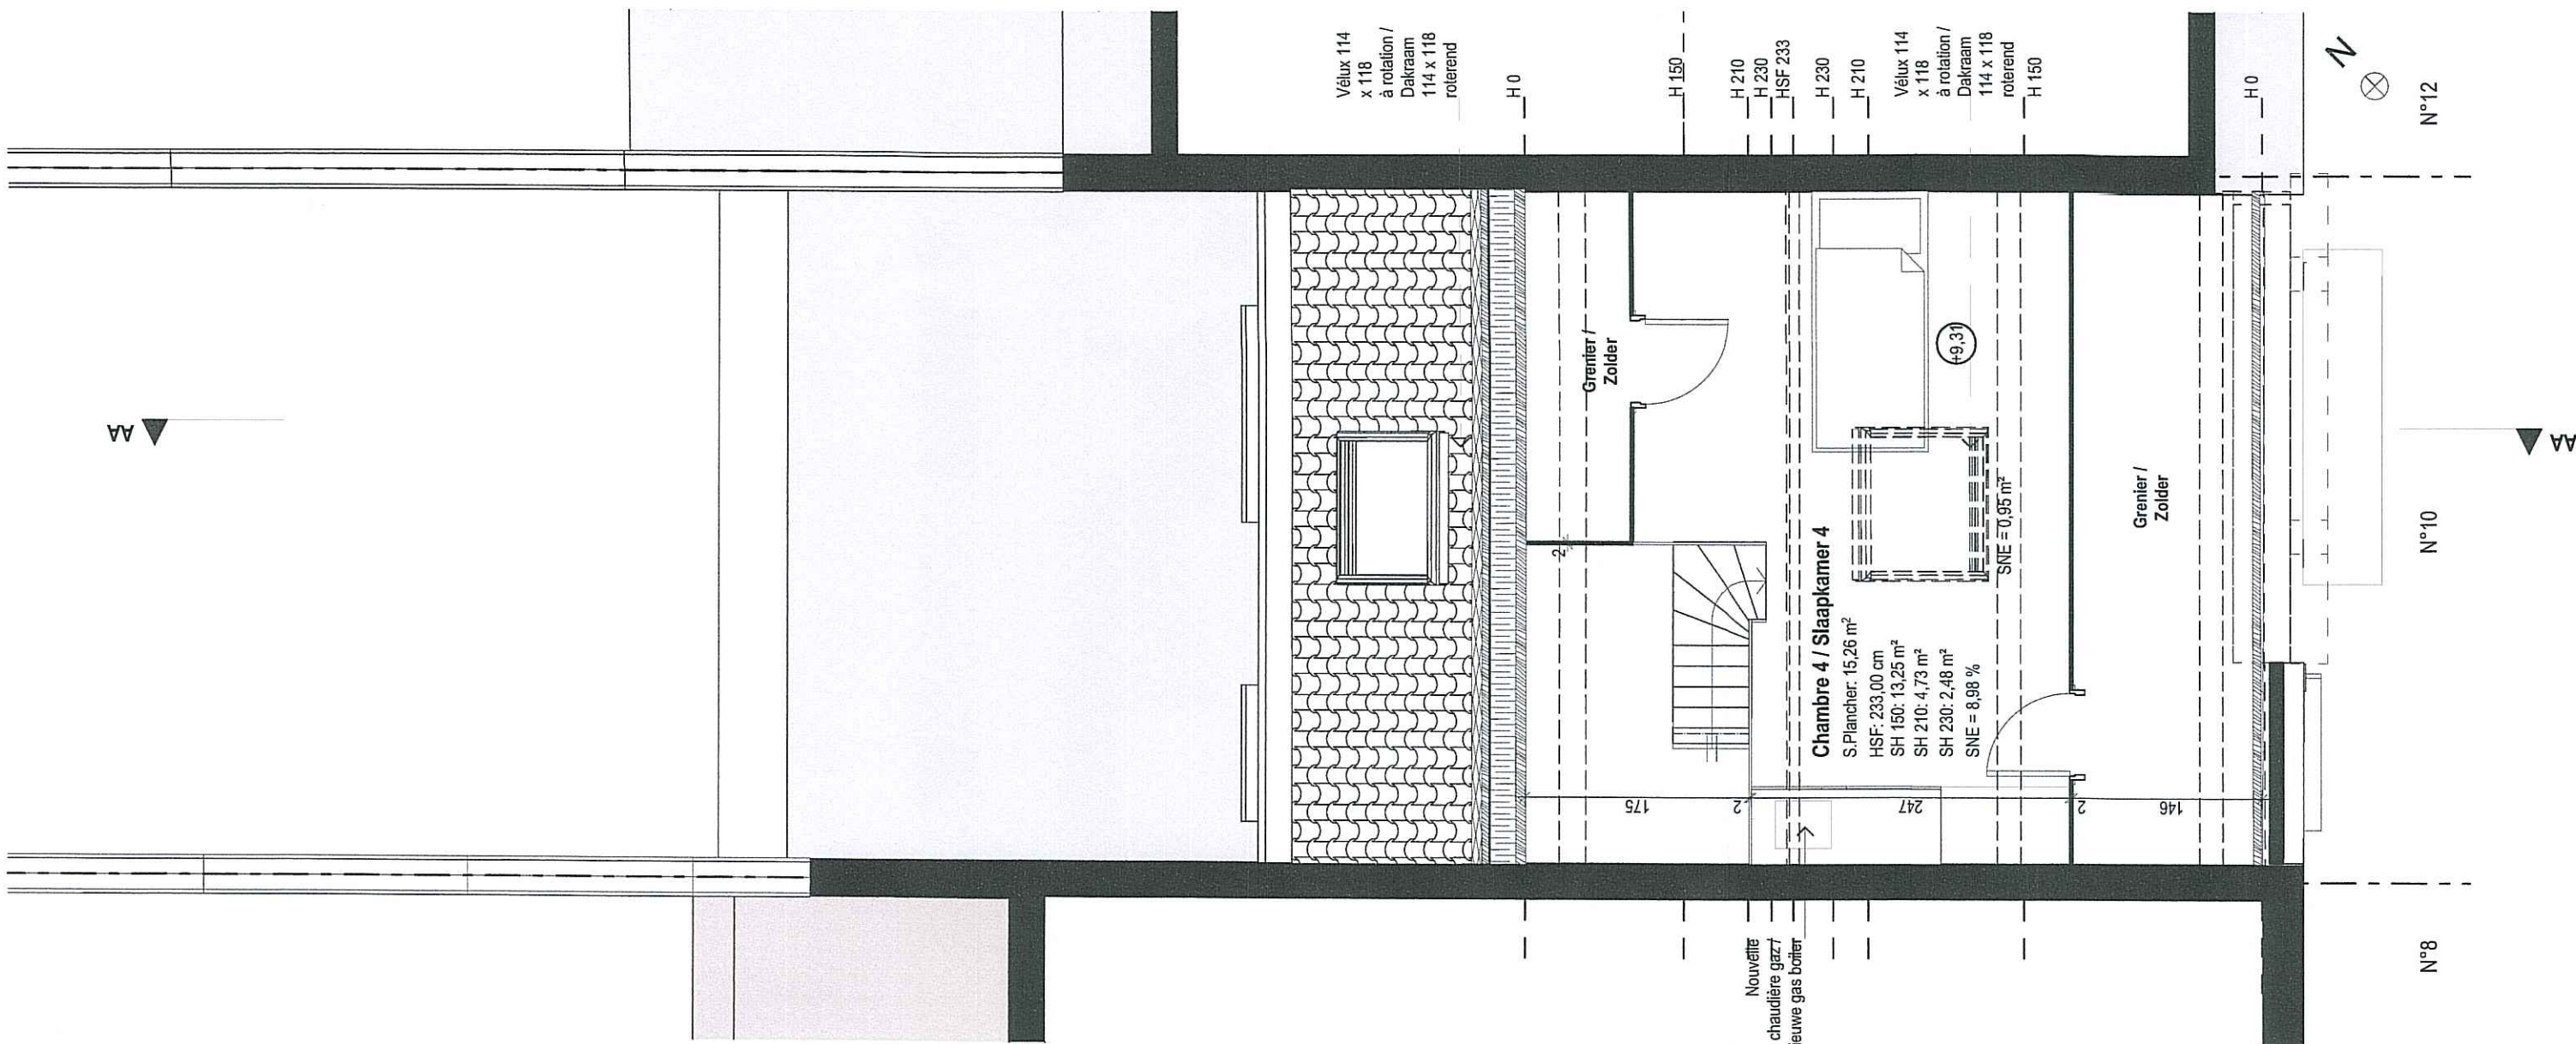 Vélux 114
x 118
à rotation /
Dakraam
114 x 118
roterend
H 0
H 150
H 210
H 230
HSF 233
H 230
H 210
Vélux 114
x 118
à rotation /
Dakraam
114 x 118
roterend
H 150
H 0
N
N°12
AA
Grenier /
Zolder
+9,31
2
Chambre 4 / Slaapkamer 4
S.Plancher: 15,26 m²
HSF: 233,00 cm
SH 150: 13,25 m²
SH 210: 4,73 m²
SH 230: 2,48 m²
SNE = 8,98 %
SNE = 0,95 m²
Grenier /
Zolder
N°10
AA
175
2
247
2
146
Nouvelle
chaudière gaz /
ieuwe gas boiler
N°8